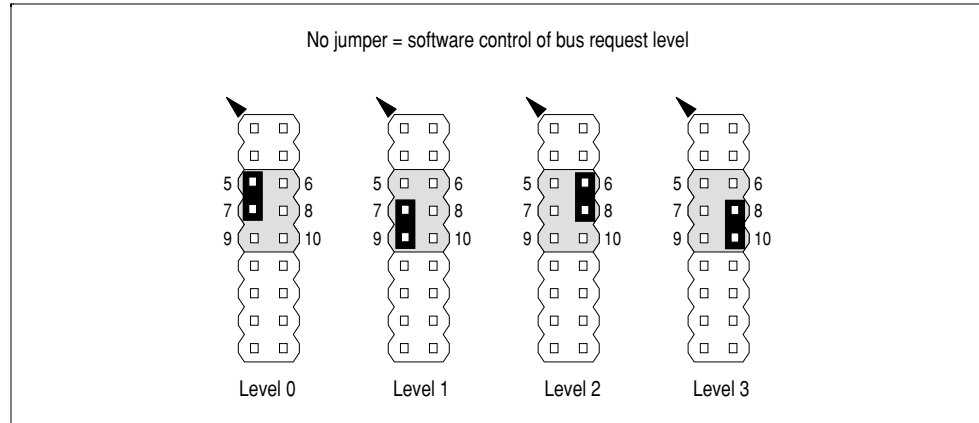 No jumper = software control of bus request level
5 6 5 6 5 6 5 6
7 8 7 8 7 8 7 8
9 10 9 10 9 10 9 10
Level 0 Level 1 Level 2 Level 3